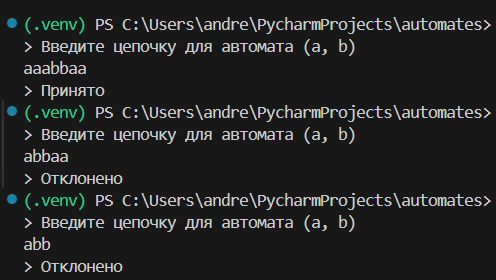 (.venv) PS C:\Users\andre\PycharmProjects\automates>
> Введите цепочку для автомата (a, b)
aaabbaa
> Принято
(.venv) PS C:\Users\andre\PycharmProjects\automates>
> Введите цепочку для автомата (a, b)
abbaa
> Отклонено
(.venv) PS C:\Users\andre\PycharmProjects\automates>
> Введите цепочку для автомата (a, b)
abb
> Отклонено